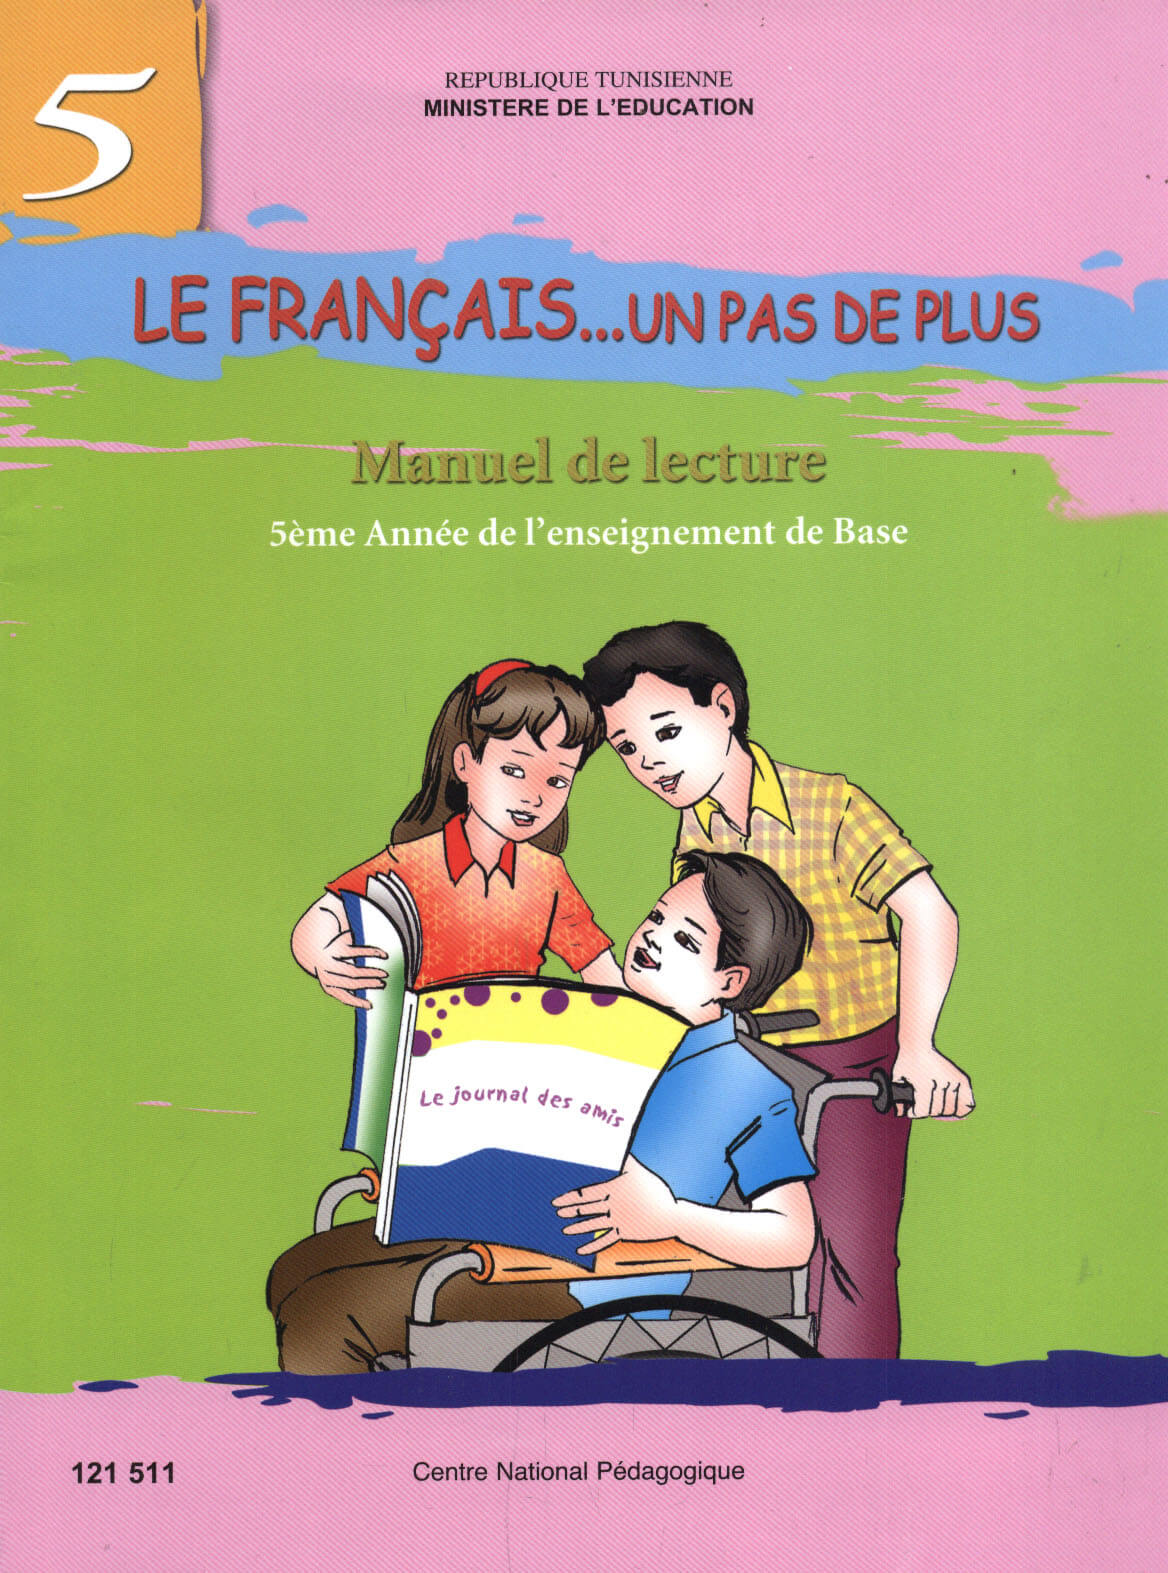 5
REPUBLIQUE TUNISIENNE
MINISTERE DE L'EDUCATION
LE FRANÇAIS...UN PAS DE PLUS
Manuel de lecture
5ème Année de l'enseignement de Base
Le journal des amis
121 511
Centre National Pédagogique